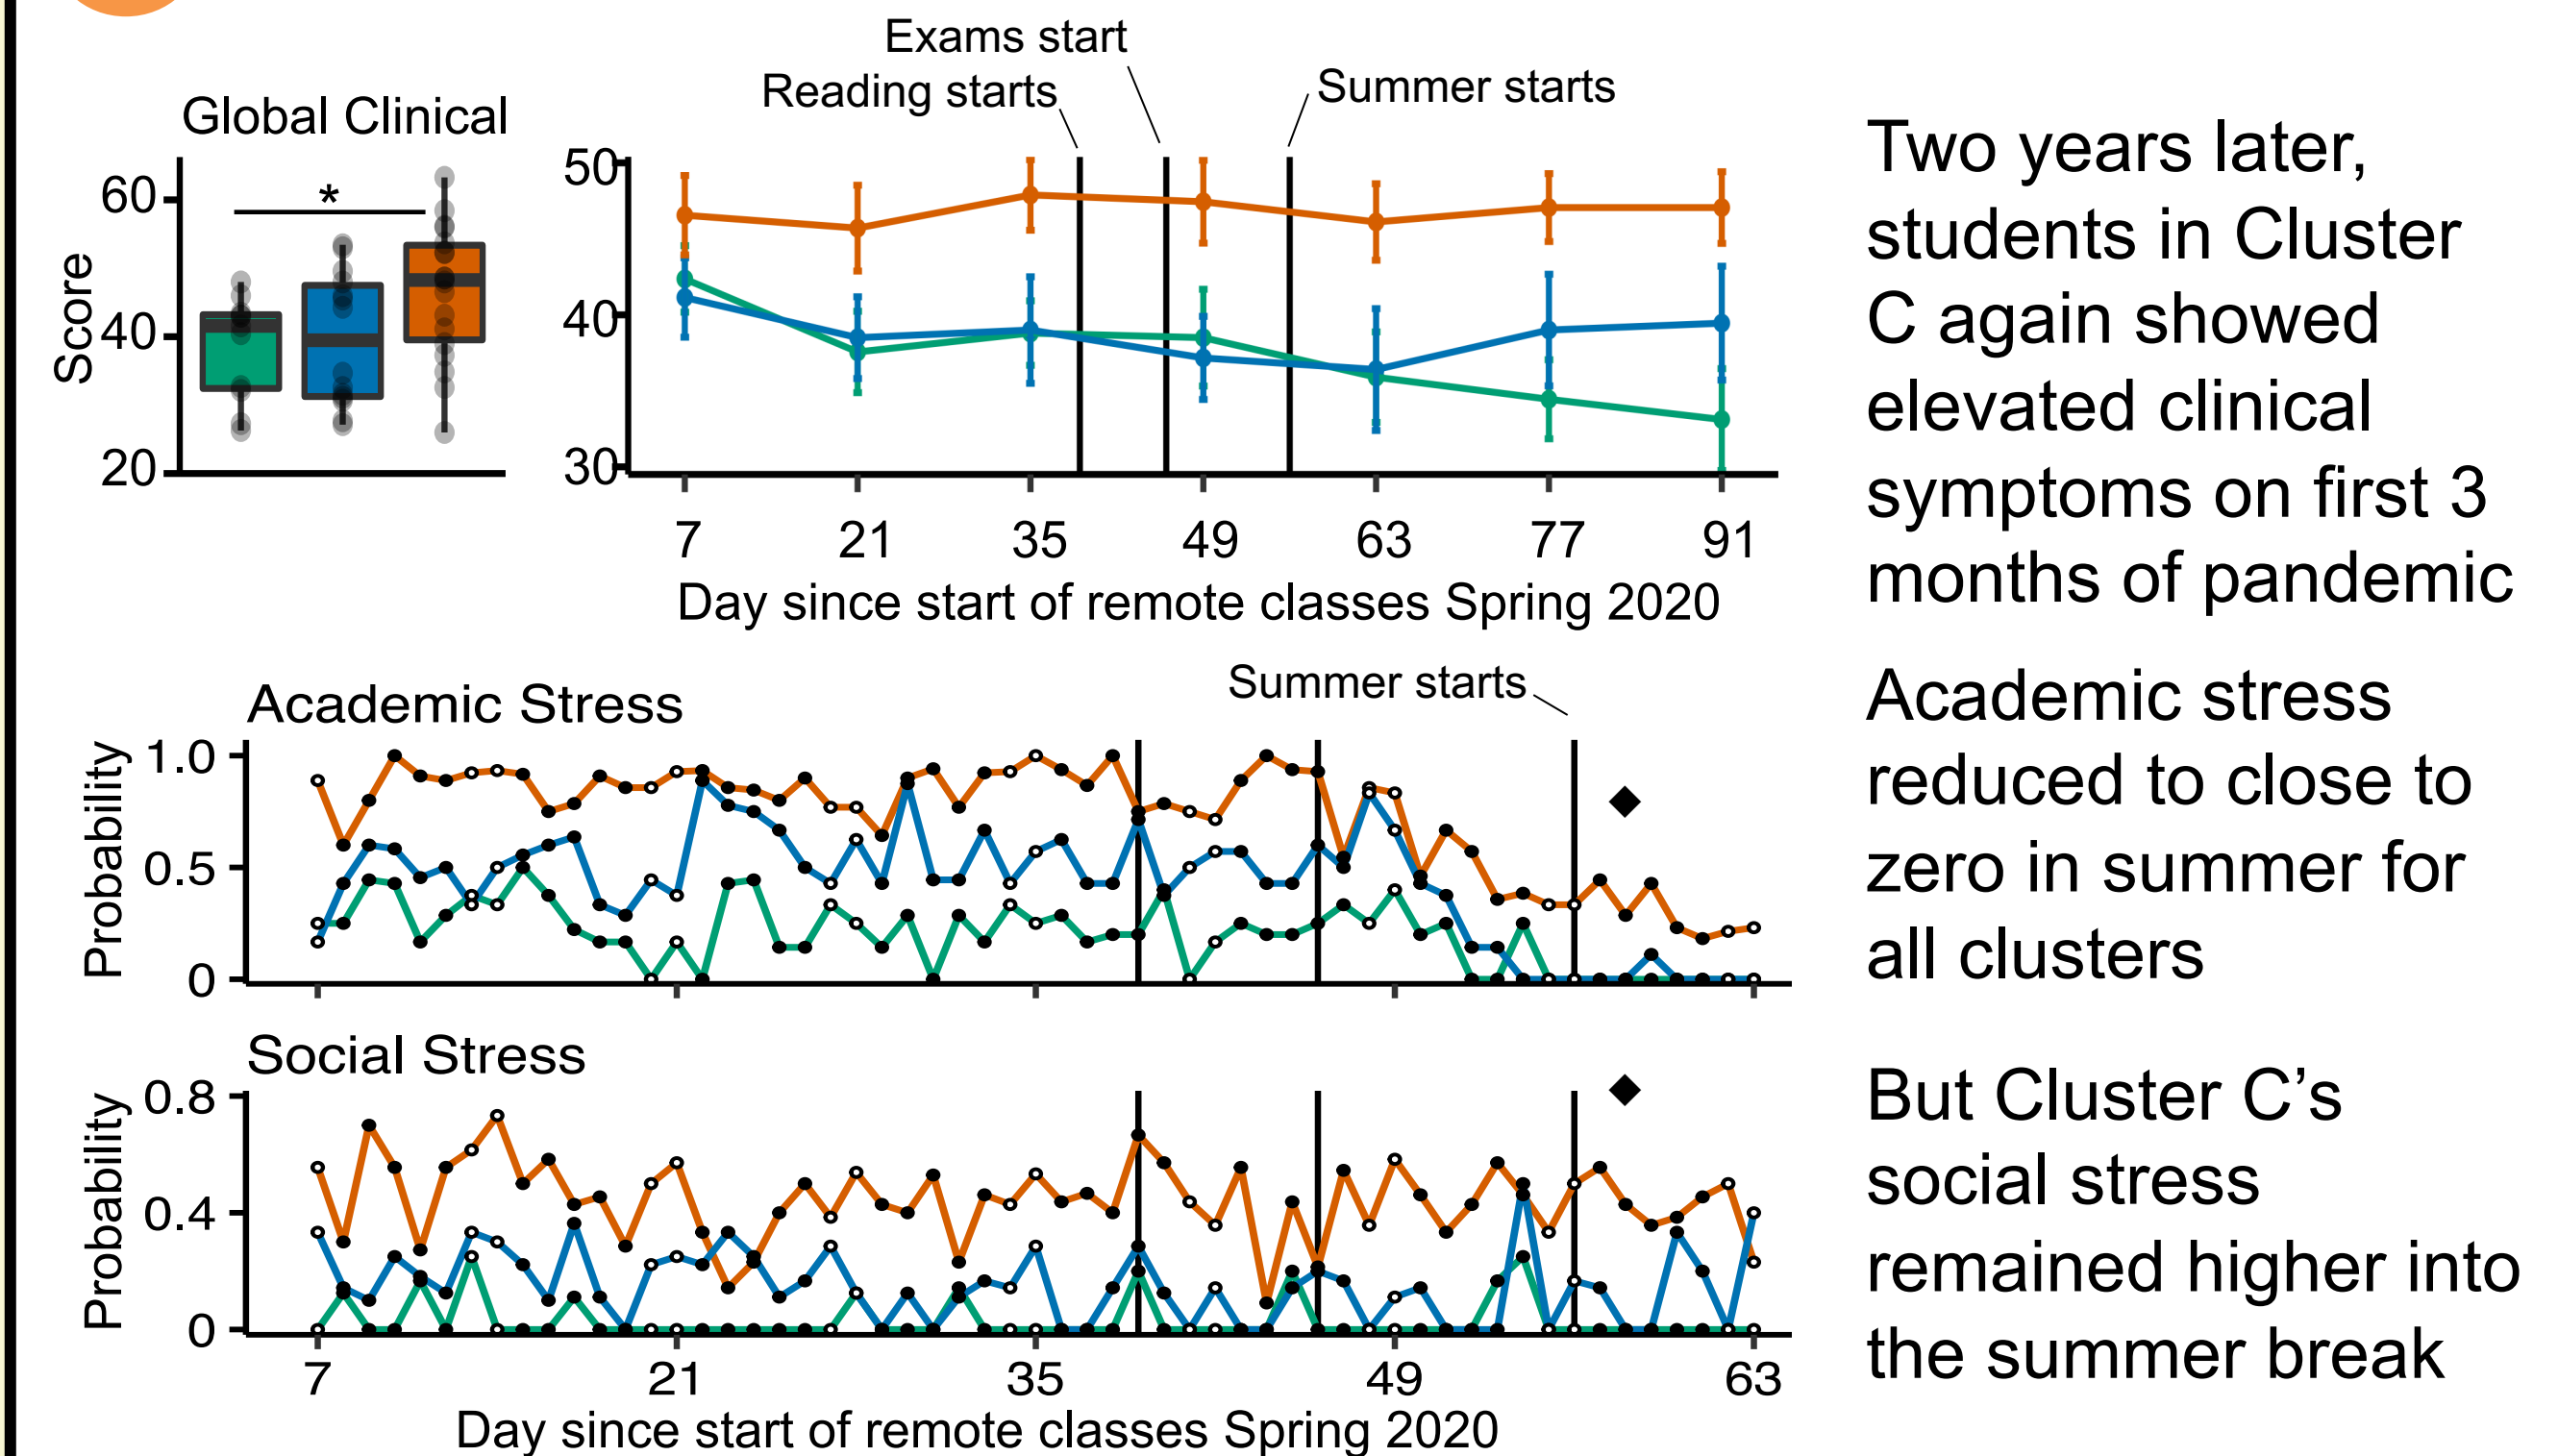 Exams start
Reading starts
Summer starts
Global Clinical
Score
60
40
20
*
50
40
30
7 21 35 49 63 77 91
Day since start of remote classes Spring 2020
Two years later,
students in Cluster
C again showed
elevated clinical
symptoms on first 3
months of pandemic
Summer starts
Academic Stress
Probability
1.0
0.5
0
Academic stress
reduced to close to
zero in summer for
all clusters
Social Stress
Probability
0.8
0.4
0
7 21 35 49 63
Day since start of remote classes Spring 2020
But Cluster C’s
social stress
remained higher into
the summer break